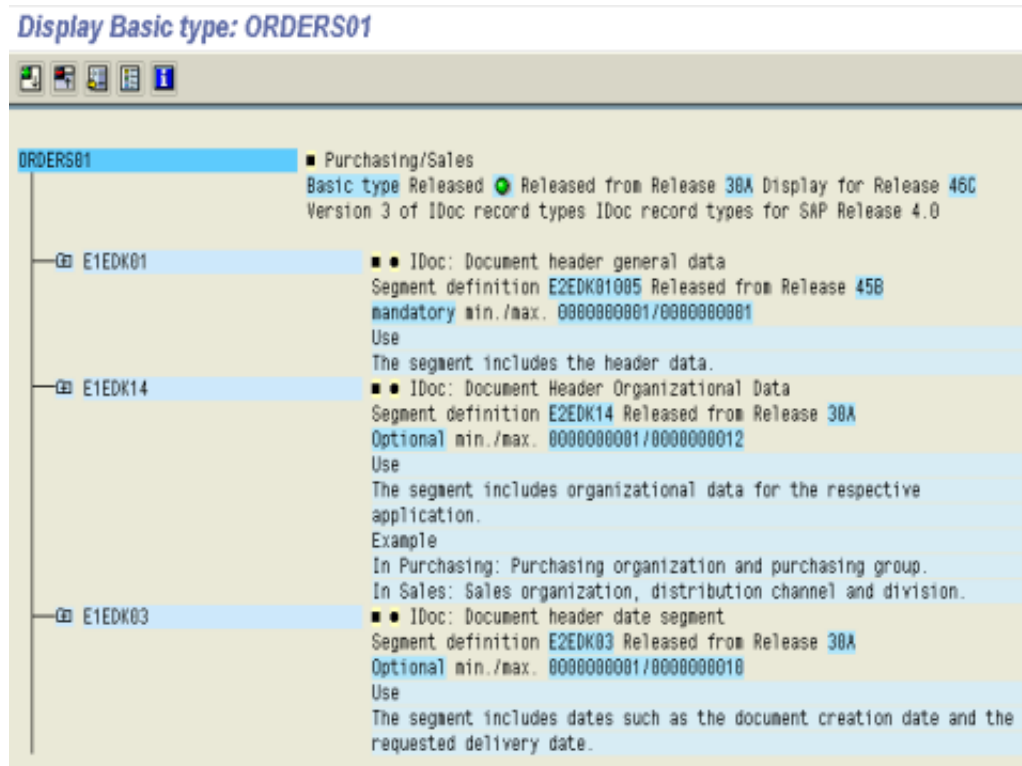 Display Basic type: ORDERS01
ORDERS01 Purchasing/Sales
Basic type Released Released from Release 30A Display for Release 46C
Version 3 of IDoc record types IDoc record types for SAP Release 4.0
E1EDK01 IDoc: Document header general data
Segment definition E2EDK01005 Released from Release 45B
mandatory min./max. 0000000001/0000000001
Use
The segment includes the header data.
E1EDK14 IDoc: Document Header Organizational Data
Segment definition E2EDK14 Released from Release 30A
Optional min./max. 0000000001/0000000012
Use
The segment includes organizational data for the respective
application.
Example
In Purchasing: Purchasing organization and purchasing group.
In Sales: Sales organization, distribution channel and division.
E1EDK03 IDoc: Document header date segment
Segment definition E2EDK03 Released from Release 30A
Optional min./max. 0000000001/0000000010
Use
The segment includes dates such as the document creation date and the
requested delivery date.